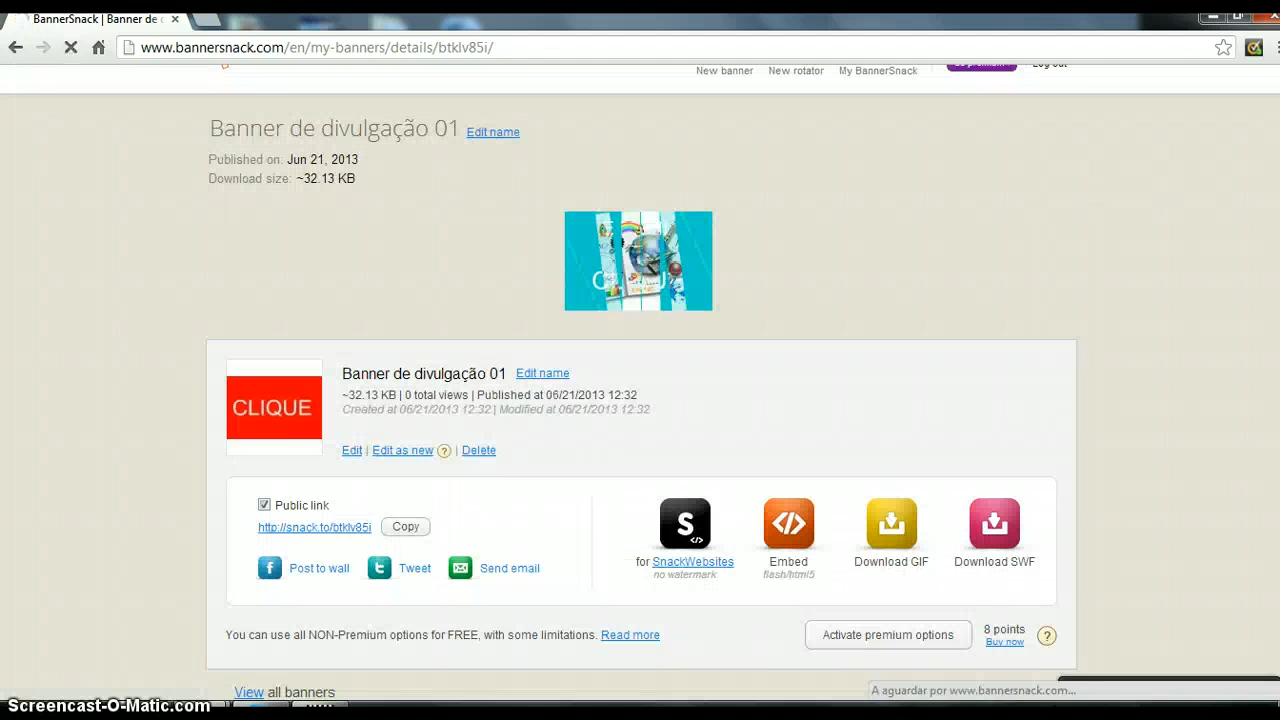 BannerSnack | Banner de
www.bannersnack.com/en/my-banners/details/btklv85i/
New banner New rotator My BannerSnack Log out
Banner de divulgação 01 Edit name
Published on: Jun 21, 2013
Download size: ~32.13 KB
CLIQUE
Banner de divulgação 01 Edit name
~32.13 KB | 0 total views | Published at 06/21/2013 12:32
Created at 06/21/2013 12:32 | Modified at 06/21/2013 12:32
Edit | Edit as new ? | Delete
Public link
http://snack.to/btklv85i Copy
Post to wall Tweet Send email
for SnackWebsites
no watermark
Embed
flash/html5
Download GIF
Download SWF
You can use all NON-Premium options for FREE, with some limitations. Read more
Activate premium options
8 points
Buy now
?
View all banners
A aguardar por www.bannersnack.com...
Screencast-O-Matic.com